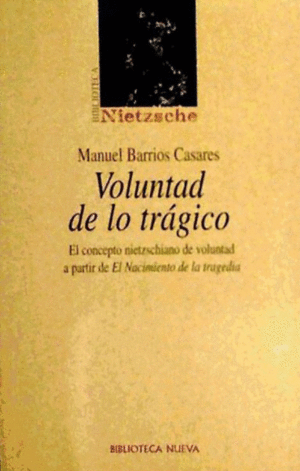 BIBLIOTECA
Nietzsche
Manuel Barrios Casares
Voluntad
de lo trágico
El concepto nietzschiano de voluntad
a partir de El Nacimiento de la tragedia
BIBLIOTECA NUEVA